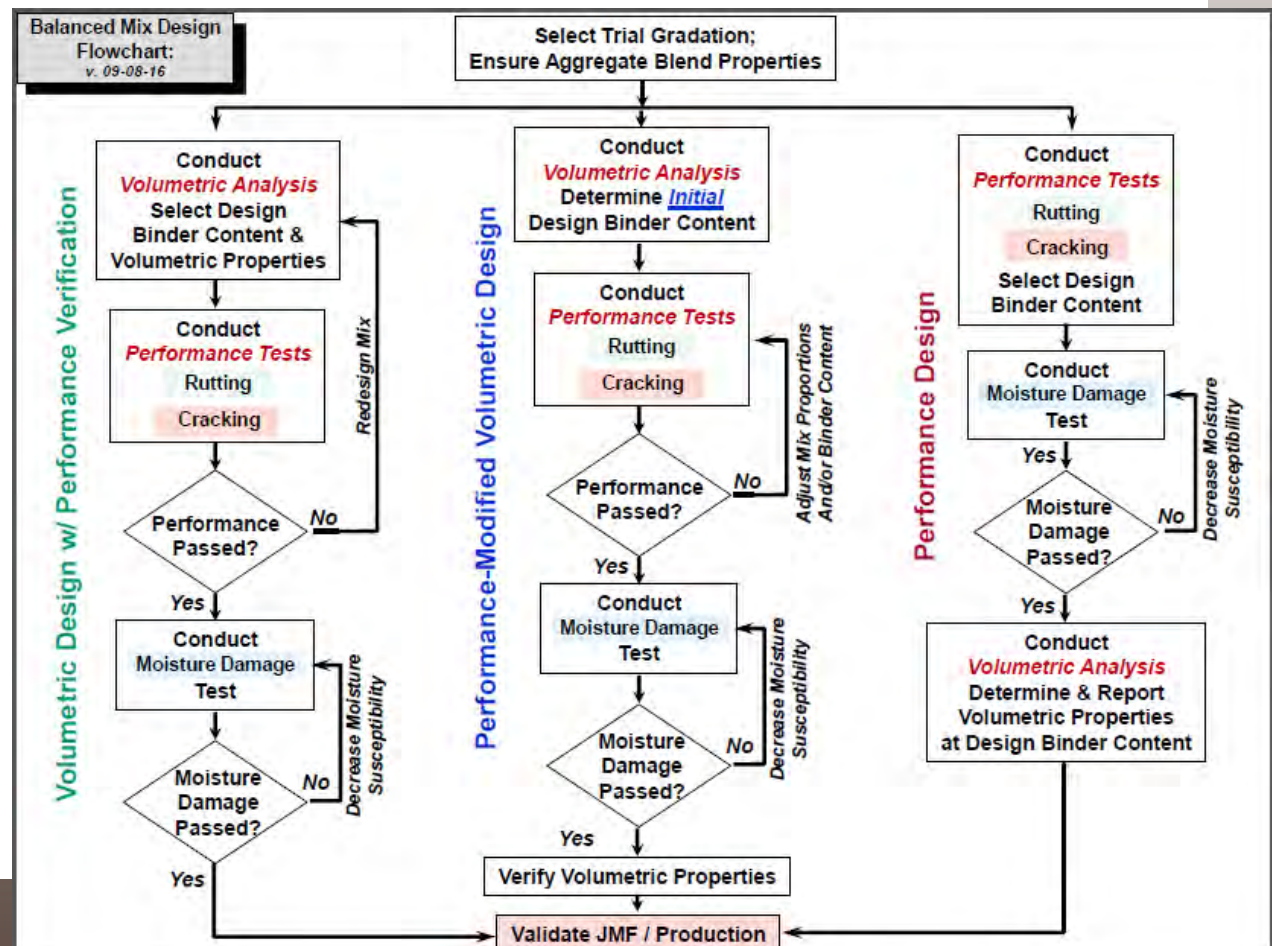 Balanced Mix Design
Flowchart:
v. 09-08-16
Select Trial Gradation;
Ensure Aggregate Blend Properties
Volumetric Design w/ Performance Verification
Conduct
Volumetric Analysis
Select Design
Binder Content &
Volumetric Properties
Conduct
Performance Tests
Rutting
Cracking
Redesign Mix
Performance
Passed?
No
Yes
Conduct
Moisture Damage
Test
Decrease Moisture
Susceptibility
Moisture
Damage
Passed?
No
Yes
Performance-Modified Volumetric Design
Conduct
Volumetric Analysis
Determine Initial
Design Binder Content
Conduct
Performance Tests
Rutting
Cracking
Adjust Mix Proportions
And/or Binder Content
Performance
Passed?
No
Yes
Conduct
Moisture Damage
Test
Decrease Moisture
Susceptibility
Moisture
Damage
Passed?
No
Yes
Verify Volumetric Properties
Performance Design
Conduct
Performance Tests
Rutting
Cracking
Select Design
Binder Content
Conduct
Moisture Damage
Test
Decrease Moisture
Susceptibility
Yes
Moisture
Damage
Passed?
No
Yes
Conduct
Volumetric Analysis
Determine & Report
Volumetric Properties
at Design Binder Content
Validate JMF / Production